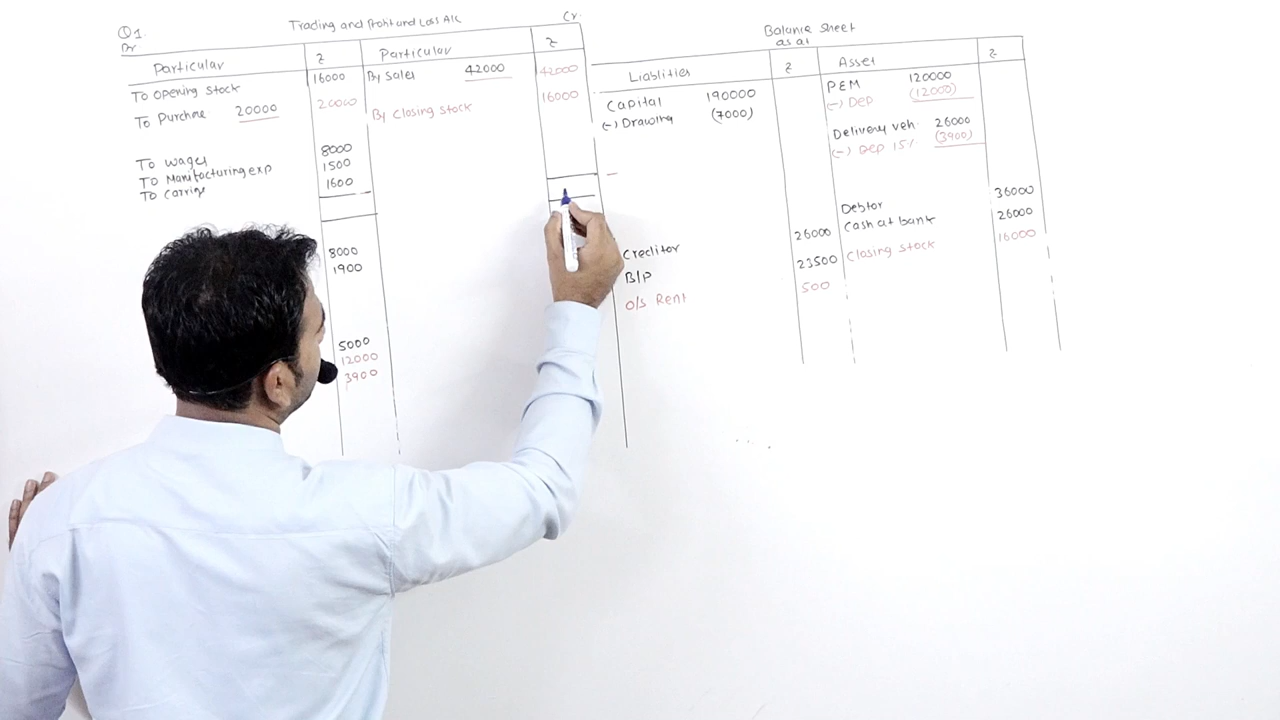 Q1.
Trading and Profit and Loss A/c
Dr
Cr.
Particular ₹ Particular ₹
To Opening Stock 16000 By Sales 42000 42000
To Purchase 20000 20000 By Closing Stock 16000
To wages 8000
To Manufacturing exp 1500
To Carriage 1600
8000
1900
5000
12000
3900
Balance Sheet
as at
Liablities ₹ Asset ₹
Capital 190000 P&M 120000
(-) Drawing (7000) (-) Dep (12000)
Delivery veh. 26000
(-) Dep 15% (3900)
Debtor 36000
Creditor 26000 Cash at bank 26000
B/P 23500 Closing Stock 16000
O/s Rent 500